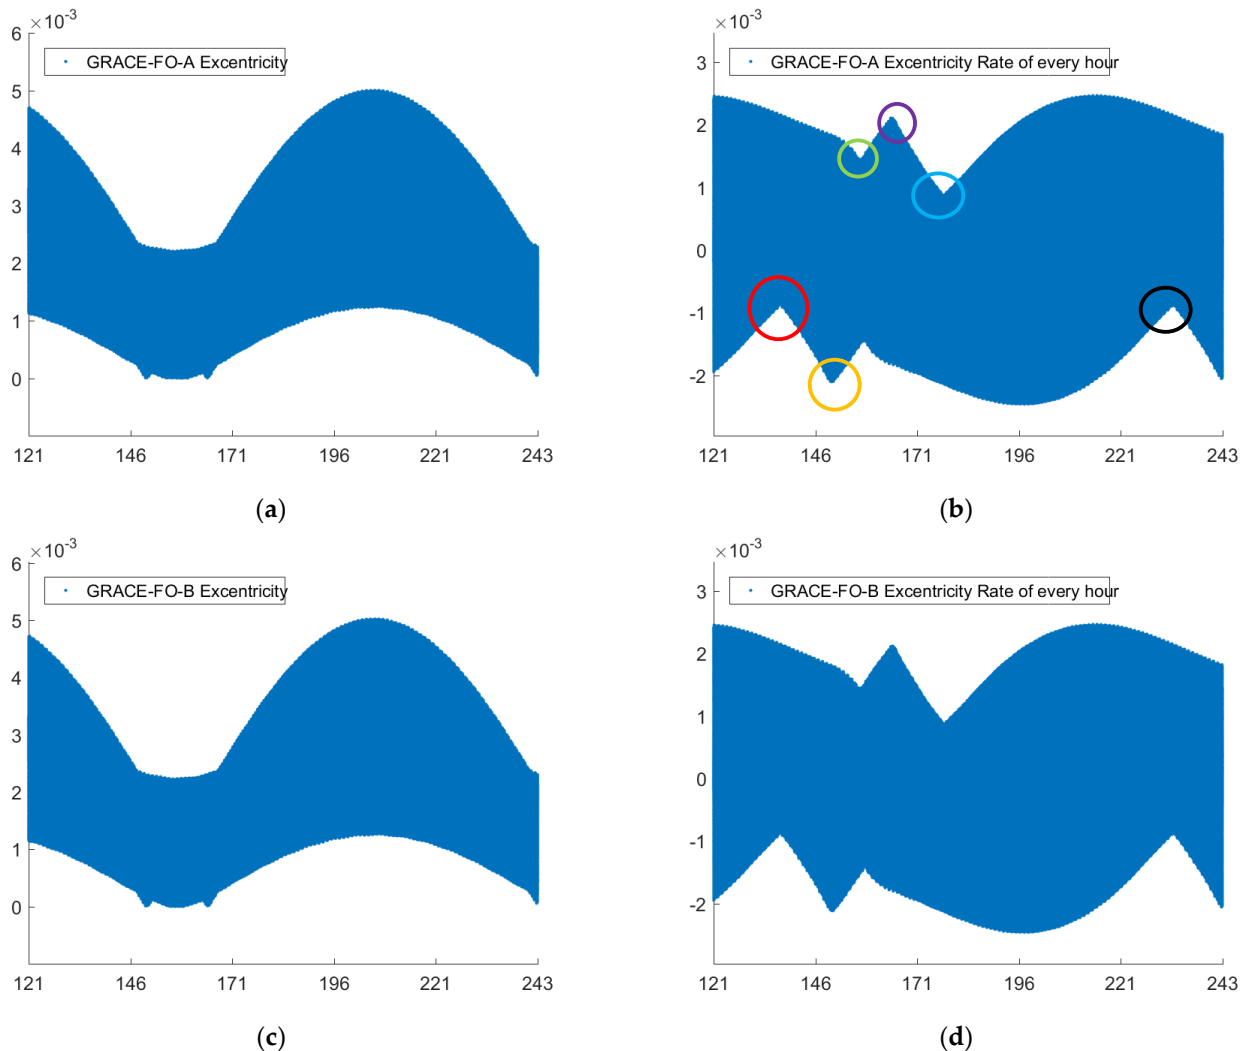 ×10-3
6
GRACE-FO-A Excentricity
5
4
3
2
1
0
121 146 171 196 221 243
(a)
×10-3
GRACE-FO-A Excentricity Rate of every hour
3
2
1
0
-1
-2
121 146 171 196 221 243
(b)
×10-3
6
GRACE-FO-B Excentricity
5
4
3
2
1
0
121 146 171 196 221 243
(c)
×10-3
3
GRACE-FO-B Excentricity Rate of every hour
2
1
0
-1
-2
121 146 171 196 221 243
(d)